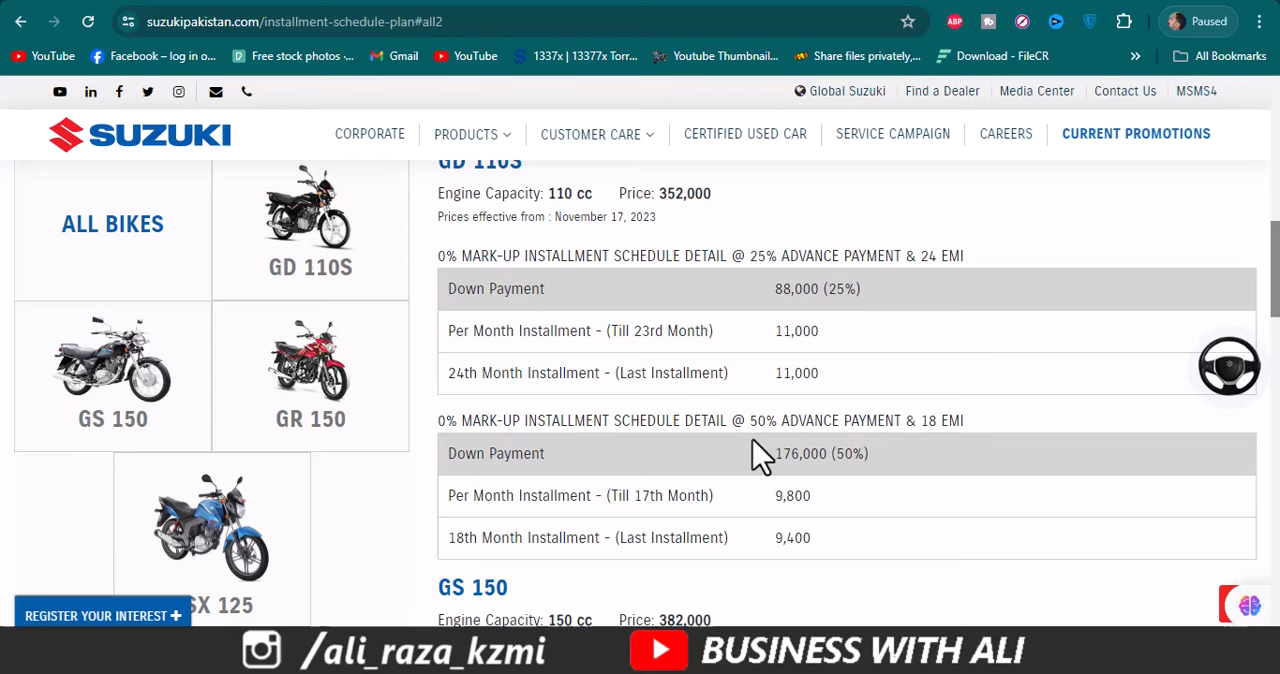 suzukipakistan.com/installment-schedule-plan#all2
ABP
Paused
YouTube
Facebook – log in o...
Free stock photos -...
Gmail
YouTube
1337x | 13377x Torr...
Youtube Thumbnail...
Share files privately,...
Download - FileCR
»
All Bookmarks
Global Suzuki
Find a Dealer
Media Center
Contact Us
MSMS4
SUZUKI
CORPORATE
PRODUCTS
CUSTOMER CARE
CERTIFIED USED CAR
SERVICE CAMPAIGN
CAREERS
CURRENT PROMOTIONS
ALL BIKES
GD 110S
GS 150
GR 150
SX 125
REGISTER YOUR INTEREST +
GD 110S
Engine Capacity: 110 cc Price: 352,000
Prices effective from : November 17, 2023
0% MARK-UP INSTALLMENT SCHEDULE DETAIL @ 25% ADVANCE PAYMENT & 24 EMI
Down Payment 88,000 (25%)
Per Month Installment - (Till 23rd Month) 11,000
24th Month Installment - (Last Installment) 11,000
0% MARK-UP INSTALLMENT SCHEDULE DETAIL @ 50% ADVANCE PAYMENT & 18 EMI
Down Payment 176,000 (50%)
Per Month Installment - (Till 17th Month) 9,800
18th Month Installment - (Last Installment) 9,400
GS 150
Engine Capacity: 150 cc Price: 382,000
/ali_raza_kzmi
BUSINESS WITH ALI